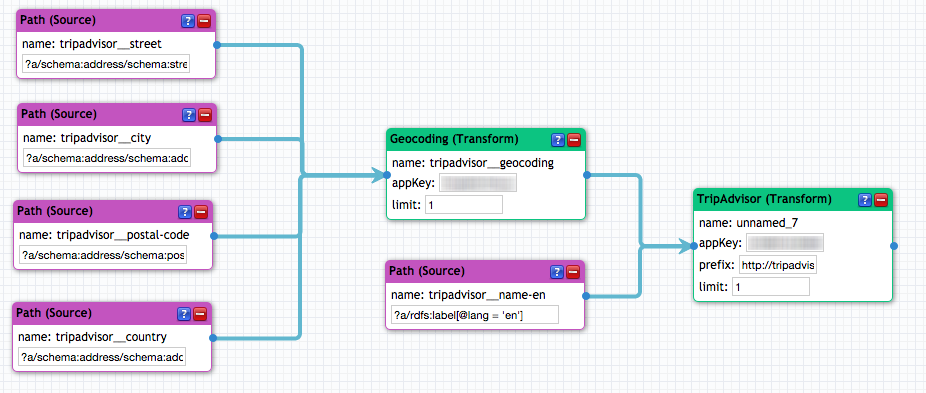 Path (Source) ? −
name: tripadvisor__street
?a/schema:address/schema:stre
Path (Source) ? −
name: tripadvisor__city
?a/schema:address/schema:adc
Path (Source) ? −
name: tripadvisor__postal-code
?a/schema:address/schema:pos
Path (Source) ? −
name: tripadvisor__country
?a/schema:address/schema:adc
Geocoding (Transform) ? −
name: tripadvisor__geocoding
appKey:
limit: 1
Path (Source) ? −
name: tripadvisor__name-en
?a/rdfs:label[@lang = 'en']
TripAdvisor (Transform) ? −
name: unnamed_7
appKey:
prefix: http://tripadvis
limit: 1